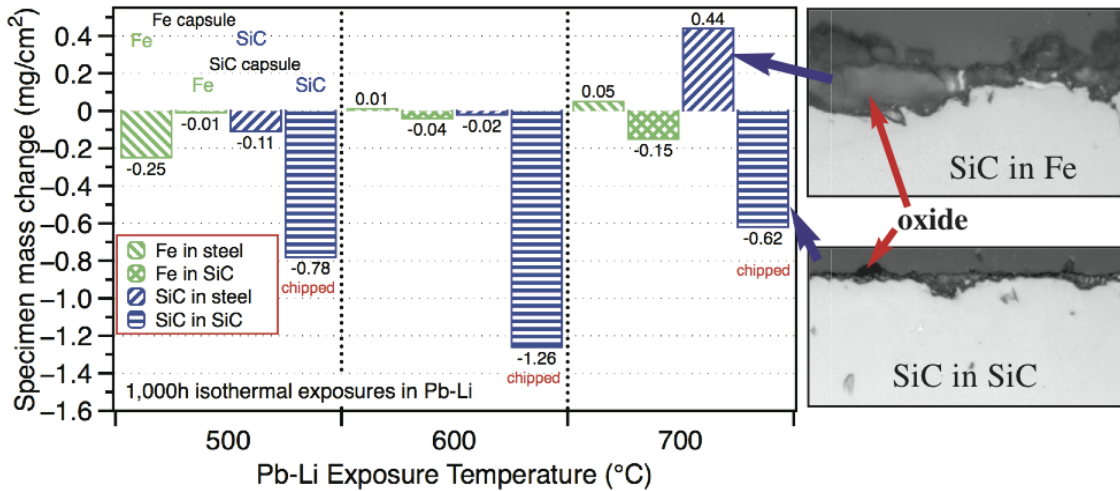 Specimen mass change (mg/cm²)
0.4
0.2
0
−0.2
−0.4
−0.6
−0.8
−1.0
−1.2
−1.4
−1.6
Fe capsule
Fe SiC
SiC capsule
Fe SiC
-0.25
-0.01
-0.11
-0.78
chipped
0.01
-0.04
-0.02
-1.26
chipped
0.05
-0.15
0.44
-0.62
chipped
Fe in steel
Fe in SiC
SiC in steel
SiC in SiC
1,000h isothermal exposures in Pb-Li
500 600 700
Pb-Li Exposure Temperature (°C)
SiC in Fe
oxide
SiC in SiC